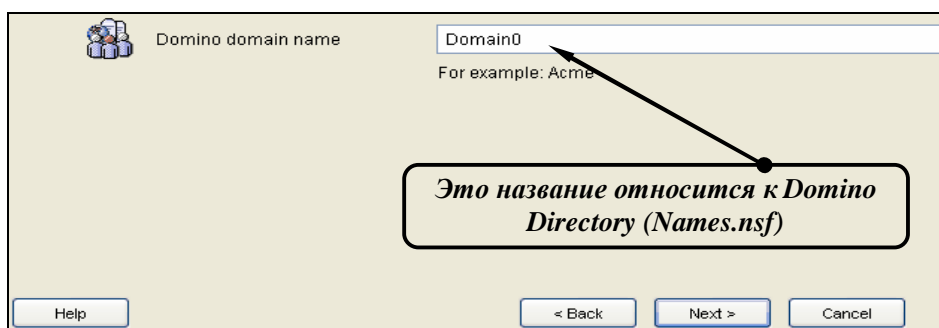 Domino domain name
Domain0
For example: Acme
Это название относится к Domino
Directory (Names.nsf)
Help
< Back
Next >
Cancel